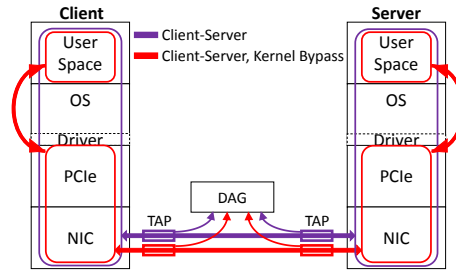 Client
Server
User
Space
Client-Server
Client-Server, Kernel Bypass
User
Space
OS
OS
Driver
Driver
PCIe
PCIe
DAG
TAP
TAP
NIC
NIC